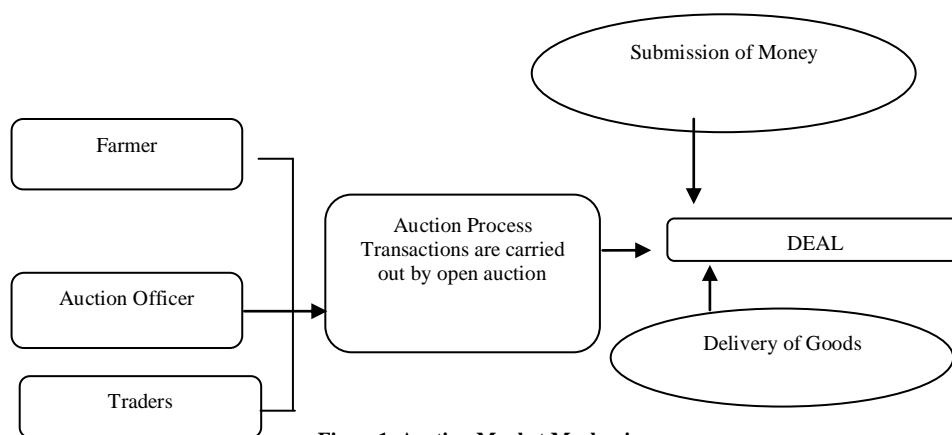 Submission of Money
Farmer
Auction Process
Transactions are carried
out by open auction
DEAL
Auction Officer
Delivery of Goods
Traders